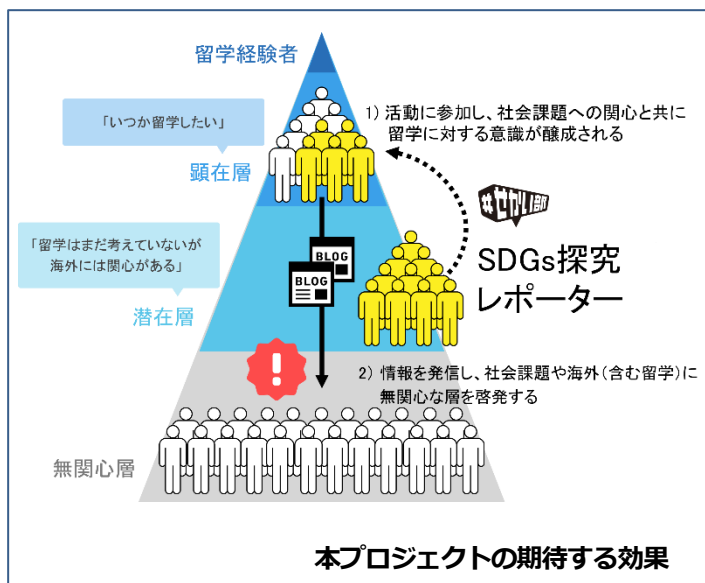 留学経験者
「いつか留学したい」
顕在層
1) 活動に参加し、社会課題への関心と共に
留学に対する意識が醸成される
#せかい部
SDGs探究
レポーター
「留学はまだ考えていないが
海外には関心がある」
潜在層
BLOG
BLOG
2) 情報を発信し、社会課題や海外(含む留学)に
無関心な層を啓発する
無関心層
本プロジェクトの期待する効果